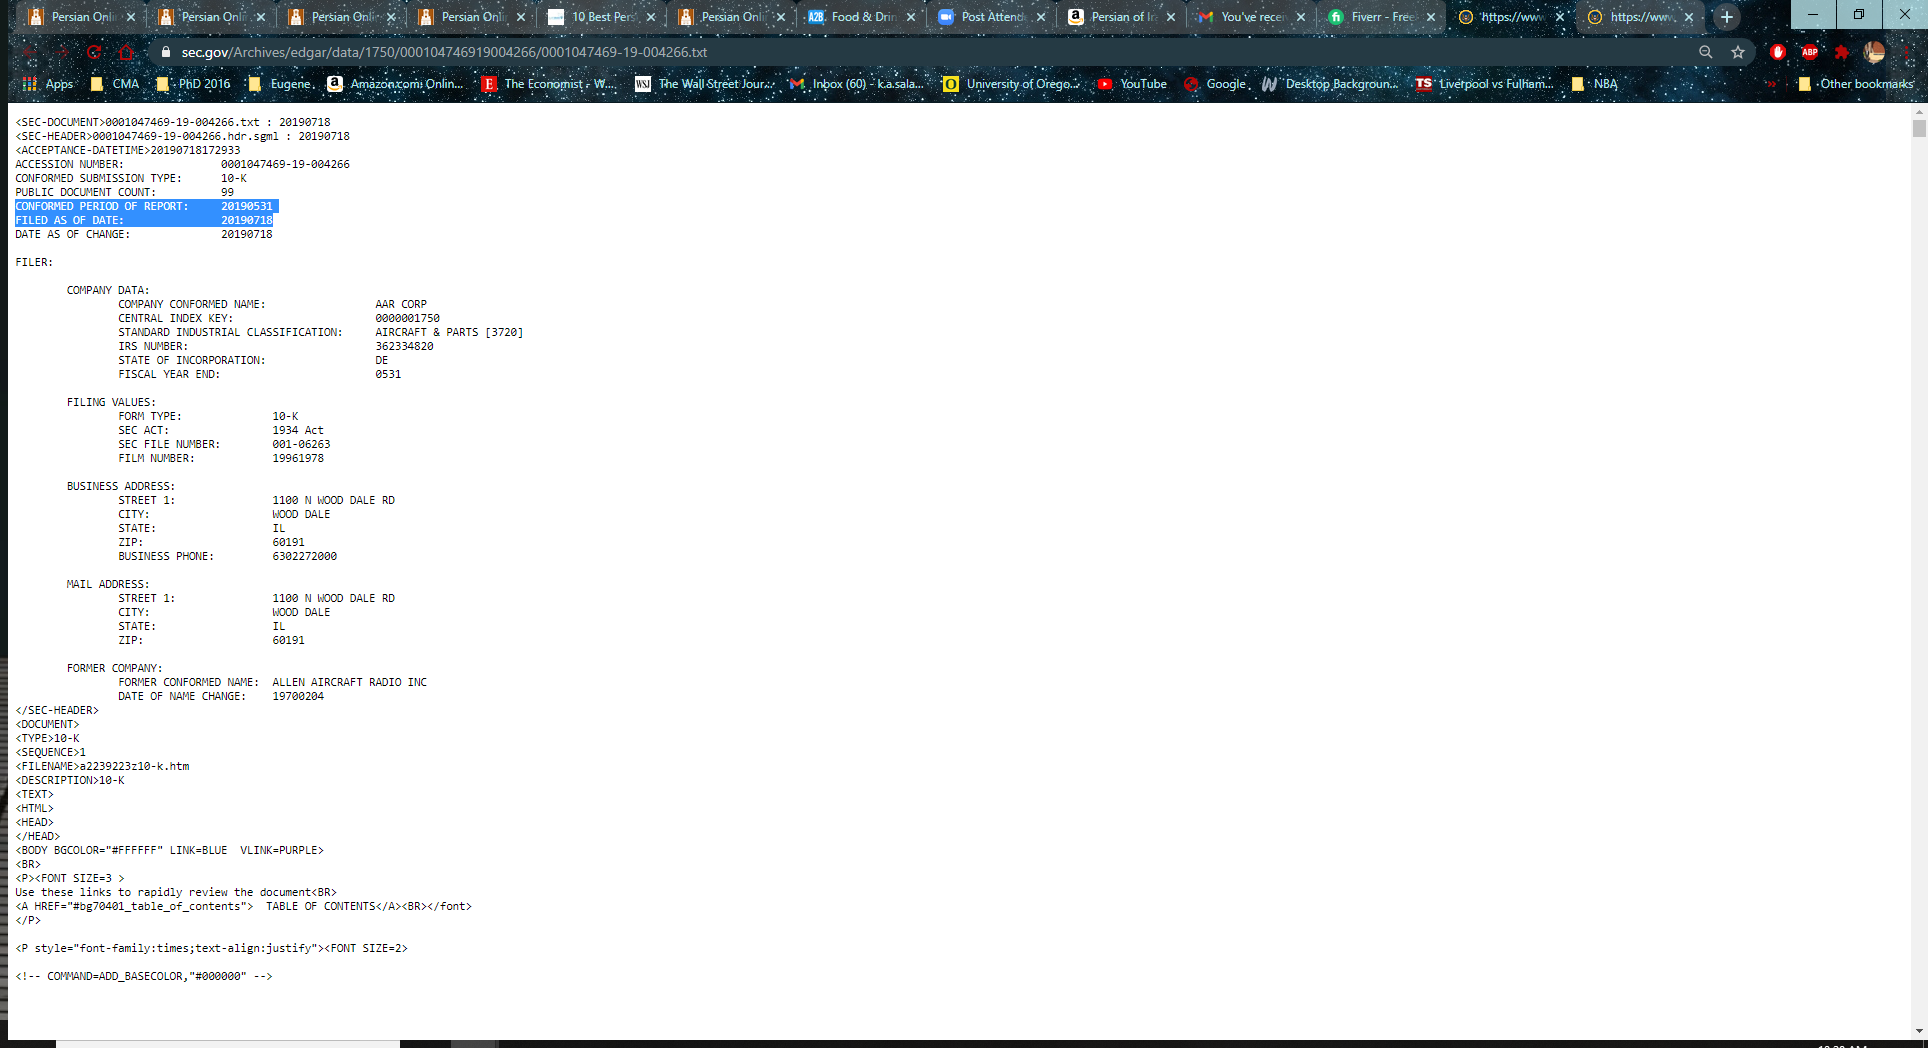 Persian Onli
Persian Onli
Persian Onli
Persian Onli
10 Best Pers
Persian Onli
A2B Food & Drin
Post Attend
a Persian of Ira
You've recei
fi Fiverr - Free
https://www
https://www
sec.gov/Archives/edgar/data/1750/000104746919004266/0001047469-19-004266.txt
ABP
Apps CMA PhD 2016 Eugene Amazon.com: Onlin... The Economist - W... WSJ The Wall Street Jour... Inbox (60) - k.a.sala... University of Orego... YouTube Google Desktop Backgroun... TS Liverpool vs Fulham... NBA » Other bookmarks
<SEC-DOCUMENT>0001047469-19-004266.txt : 20190718
<SEC-HEADER>0001047469-19-004266.hdr.sgml : 20190718
<ACCEPTANCE-DATETIME>20190718172933
ACCESSION NUMBER: 0001047469-19-004266
CONFORMED SUBMISSION TYPE: 10-K
PUBLIC DOCUMENT COUNT: 99
CONFORMED PERIOD OF REPORT: 20190531
FILED AS OF DATE: 20190718
DATE AS OF CHANGE: 20190718
FILER:
COMPANY DATA:
COMPANY CONFORMED NAME: AAR CORP
CENTRAL INDEX KEY: 0000001750
STANDARD INDUSTRIAL CLASSIFICATION: AIRCRAFT & PARTS [3720]
IRS NUMBER: 362334820
STATE OF INCORPORATION: DE
FISCAL YEAR END: 0531
FILING VALUES:
FORM TYPE: 10-K
SEC ACT: 1934 Act
SEC FILE NUMBER: 001-06263
FILM NUMBER: 19961978
BUSINESS ADDRESS:
STREET 1: 1100 N WOOD DALE RD
CITY: WOOD DALE
STATE: IL
ZIP: 60191
BUSINESS PHONE: 6302272000
MAIL ADDRESS:
STREET 1: 1100 N WOOD DALE RD
CITY: WOOD DALE
STATE: IL
ZIP: 60191
FORMER COMPANY:
FORMER CONFORMED NAME: ALLEN AIRCRAFT RADIO INC
DATE OF NAME CHANGE: 19700204
</SEC-HEADER>
<DOCUMENT>
<TYPE>10-K
<SEQUENCE>1
<FILENAME>a2239223z10-k.htm
<DESCRIPTION>10-K
<TEXT>
<HTML>
<HEAD>
</HEAD>
<BODY BGCOLOR="#FFFFFF" LINK=BLUE VLINK=PURPLE>
<BR>
<P><FONT SIZE=3 >
Use these links to rapidly review the document<BR>
<A HREF="#bg70401_table_of_contents"> TABLE OF CONTENTS</A><BR></font>
</P>
<P style="font-family:times;text-align:justify"><FONT SIZE=2>
<!-- COMMAND=ADD_BASECOLOR,"#000000" -->